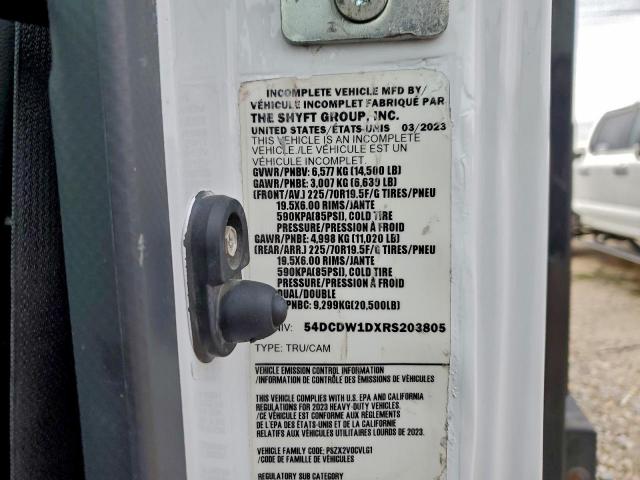 INCOMPLETE VEHICLE MFD BY/
VÉHICULE INCOMPLET FABRIQUÉ PAR
THE SHYFT GROUP, INC.
UNITED STATES/ÉTATS-UNIS 03/2023
THIS VEHICLE IS AN INCOMPLETE
VEHICLE./LE VÉHICULE EST UN
VÉHICULE INCOMPLET.
GVWR/PNBV: 6,577 KG (14,500 LB)
GAWR/PNBE: 3,007 KG (6,630 LB)
(FRONT/AV.) 225/70R19.5F/G TIRES/PNEU
19.5X6.00 RIMS/JANTE
590KPA(85PSI), COLD TIRE
PRESSURE/PRESSION À FROID
GAWR/PNBE: 4,998 KG (11,020 LB)
(REAR/ARR.) 225/70R19.5F/G TIRES/PNEU
19.5X6.00 RIMS/JANTE
590KPA(85PSI), COLD TIRE
PRESSURE/PRESSION À FROID
DUAL/DOUBLE
PNBC: 9,299KG(20,500LB)
NIV: 54DCDW1DXRS203805
TYPE: TRU/CAM
VEHICLE EMISSION CONTROL INFORMATION
/INFORMATION DE CONTRÔLE DES ÉMISSIONS DE VÉHICULES
THIS VEHICLE COMPLIES WITH U.S. EPA AND CALIFORNIA
REGULATIONS FOR 2023 HEAVY-DUTY VEHICLES.
/CE VÉHICULE EST CONFORME AUX RÈGLEMENTS
DE L'EPA DES ÉTATS-UNIS ET DE LA CALIFORNIE
RELATIFS AUX VÉHICULES UTILITAIRES LOURDS DE 2023.
VEHICLE FAMILY CODE: PSZX2VOCVLG1
/CODE DE FAMILLE DE VÉHICULES:
REGULATORY SUB CATEGORY: